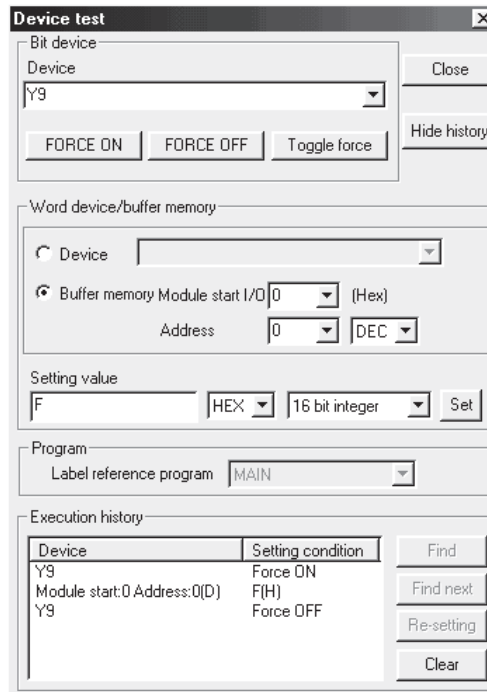 Device test
Bit device
Device
Close
Y9
FORCE ON FORCE OFF Toggle force
Hide history
Word device/buffer memory
Device
Buffer memory Module start I/O 0 (Hex)
Address 0 DEC
Setting value
F HEX 16 bit integer Set
Program
Label reference program MAIN
Execution history
Device Setting condition
Y9 Force ON
Module start:0 Address:0(D) F(H)
Y9 Force OFF
Find
Find next
Re-setting
Clear